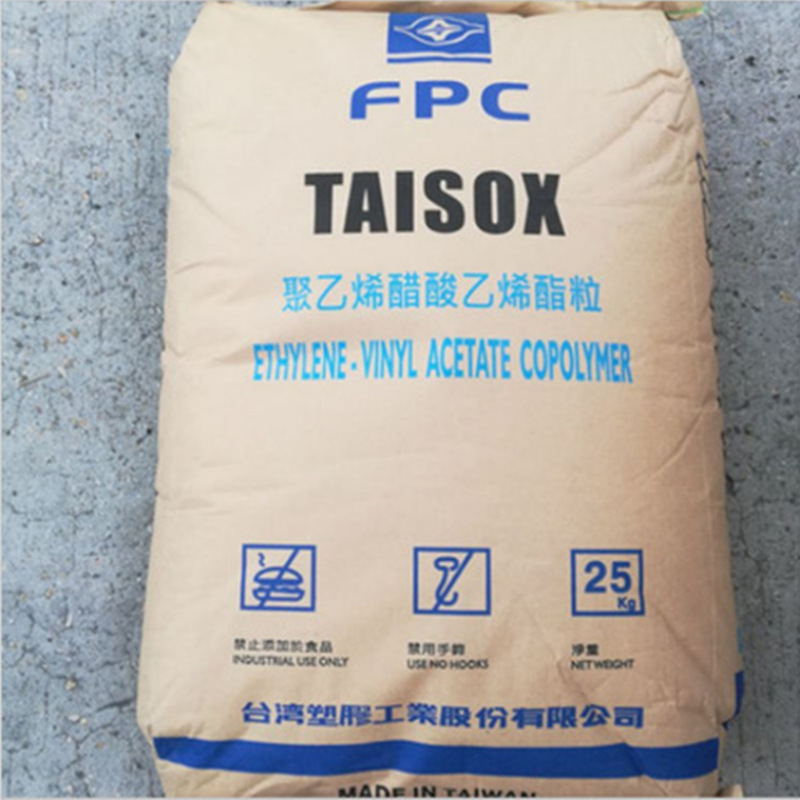 FPC
TAISOX
聚乙烯醋酸乙烯酯粒
ETHYLENE-VINYL ACETATE COPOLYMER
25
Kg
禁止添加於食品
禁用手鉤
淨重
INDUSTRIAL USE ONLY
USE NO HOOKS
NET WEIGHT
台湾塑膠工業股份有限公司
MADE IN TAIWAN